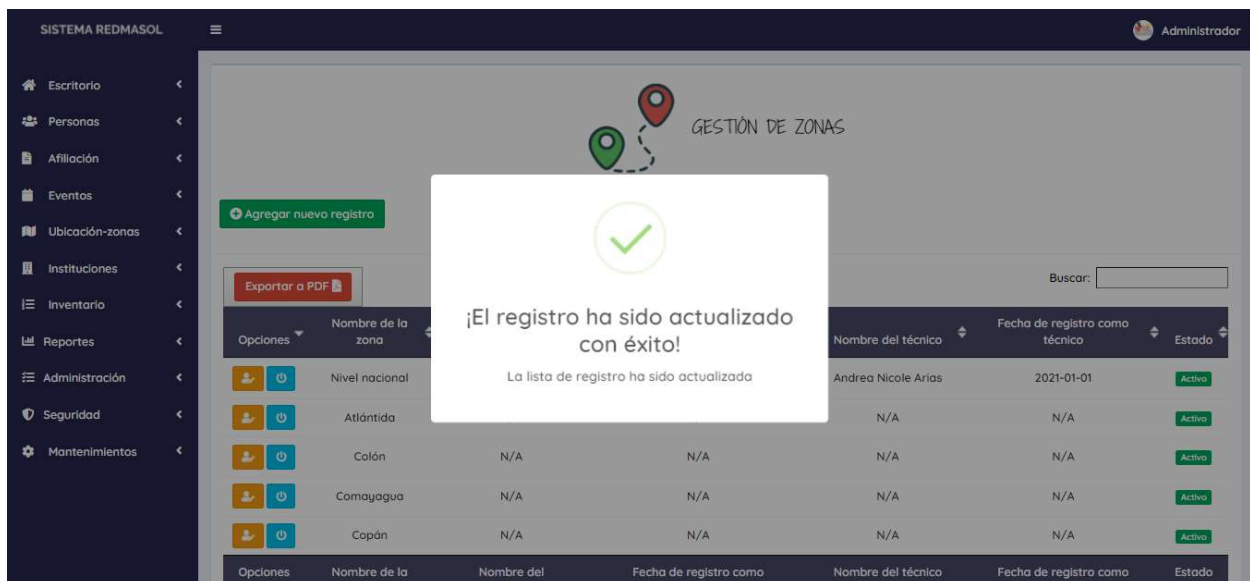 SISTEMA REDMASOL
Administrador
Escritorio
Personas
Afiliación
Eventos
Ubicación-zonas
Instituciones
Inventario
Reportes
Administración
Seguridad
Mantenimientos
GESTIÓN DE ZONAS
Agregar nuevo registro
Exportar a PDF
Buscar:
¡El registro ha sido actualizado
con éxito!
La lista de registro ha sido actualizada
Opciones Nombre de la zona Nombre del técnico Fecha de registro como técnico Estado
Nivel nacional Andrea Nicole Arias 2021-01-01 Activo
Atlántida N/A N/A Activo
Colón N/A N/A N/A N/A Activo
Comayagua N/A N/A N/A N/A Activo
Copán N/A N/A N/A N/A Activo
Opciones Nombre de la Nombre del Fecha de registro como Nombre del técnico Fecha de registro como Estado